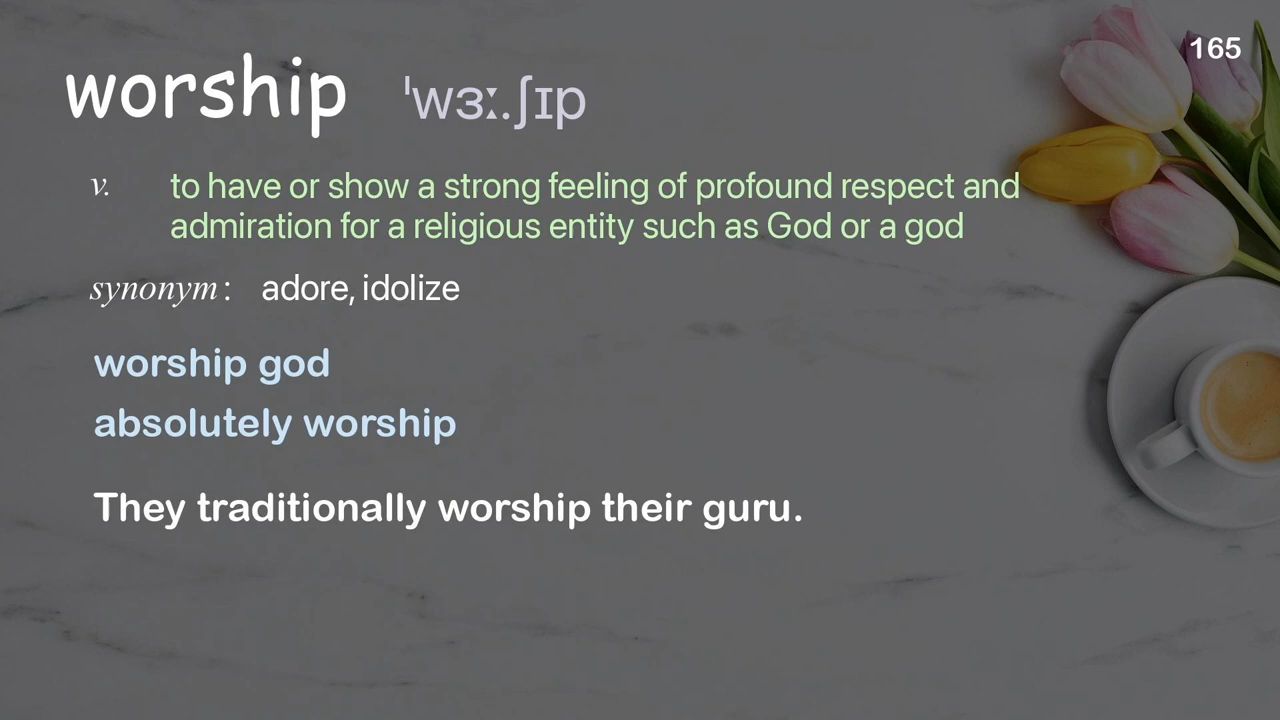 165
worship ˈwɜː.ʃɪp
v. to have or show a strong feeling of profound respect and
admiration for a religious entity such as God or a god
synonym: adore, idolize
worship god
absolutely worship
They traditionally worship their guru.